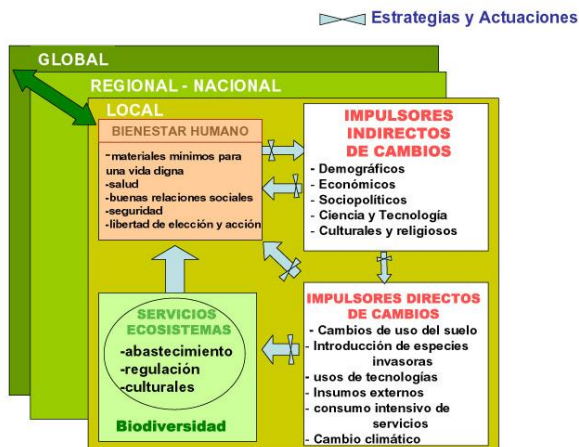 Estrategias y Actuaciones
GLOBAL
REGIONAL - NACIONAL
LOCAL
BIENESTAR HUMANO
-materiales mínimos para
una vida digna
-salud
-buenas relaciones sociales
-seguridad
-libertad de elección y acción
IMPULSORES
INDIRECTOS
DE CAMBIOS
- Demográficos
- Económicos
- Sociopolíticos
- Ciencia y Tecnología
- Culturales y religiosos
SERVICIOS
ECOSISTEMAS
-abastecimiento
-regulación
-culturales
Biodiversidad
IMPULSORES DIRECTOS
DE CAMBIOS
- Cambios de uso del suelo
- Introducción de especies
invasoras
- usos de tecnologías
- Insumos externos
- consumo intensivo de
servicios
- Cambio climático